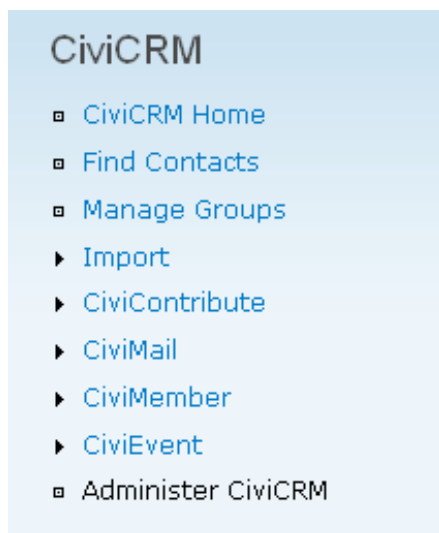 CiviCRM
CiviCRM Home
Find Contacts
Manage Groups
Import
CiviContribute
CiviMail
CiviMember
CiviEvent
Administer CiviCRM